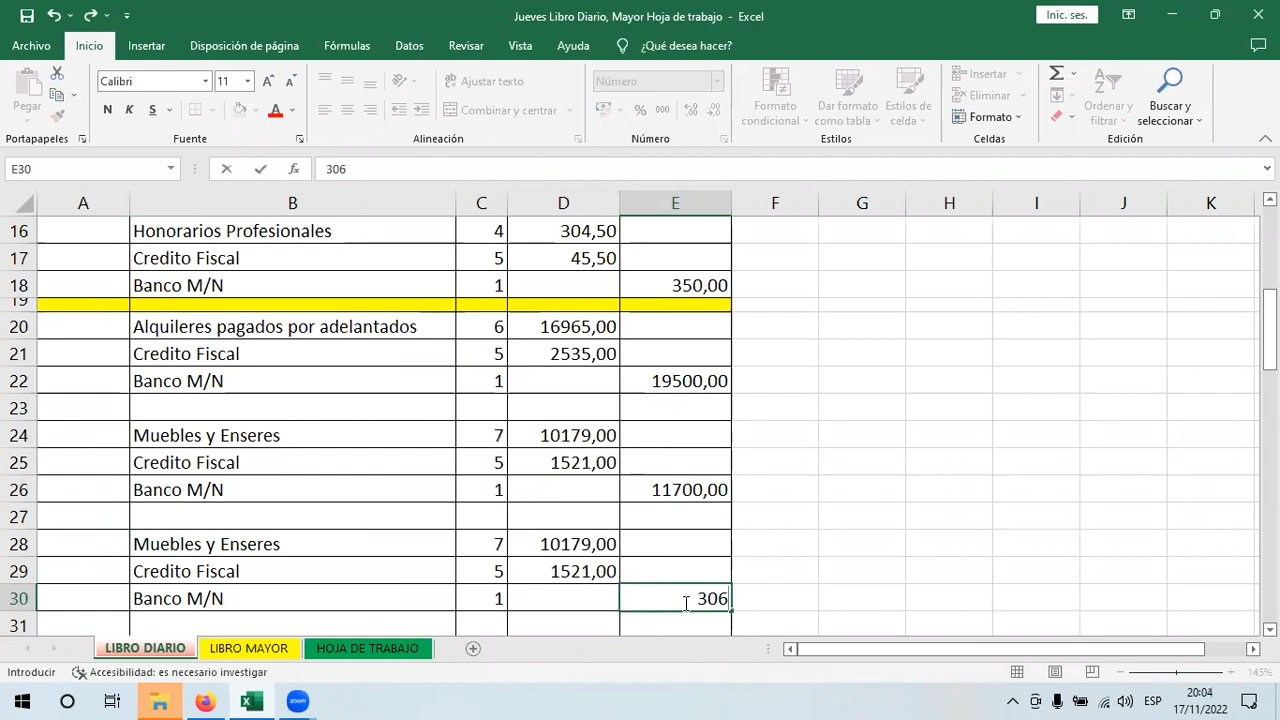 Jueves Libro Diario, Mayor Hoja de trabajo - Excel
Inic. ses.
Archivo Inicio Insertar Disposición de página Fórmulas Datos Revisar Vista Ayuda ¿Qué desea hacer?
Pegar
Calibri 11
Ajustar texto
Número
Insertar
N K S
Combinar y centrar
% 000
Formato condicional
Dar formato como tabla
Estilos de celda
Eliminar
Formato
Ordenar y filtrar
Buscar y seleccionar
Portapapeles Fuente Alineación Número Estilos Celdas Edición
E30 fx 306
A B C D E F G H I J K
16 Honorarios Profesionales 4 304,50
17 Credito Fiscal 5 45,50
18 Banco M/N 1 350,00
19
20 Alquileres pagados por adelantados 6 16965,00
21 Credito Fiscal 5 2535,00
22 Banco M/N 1 19500,00
23
24 Muebles y Enseres 7 10179,00
25 Credito Fiscal 5 1521,00
26 Banco M/N 1 11700,00
27
28 Muebles y Enseres 7 10179,00
29 Credito Fiscal 5 1521,00
30 Banco M/N 1 306
31
LIBRO DIARIO LIBRO MAYOR HOJA DE TRABAJO
Introducir Accesibilidad: es necesario investigar 145%
zoom
ESP
20:04
17/11/2022